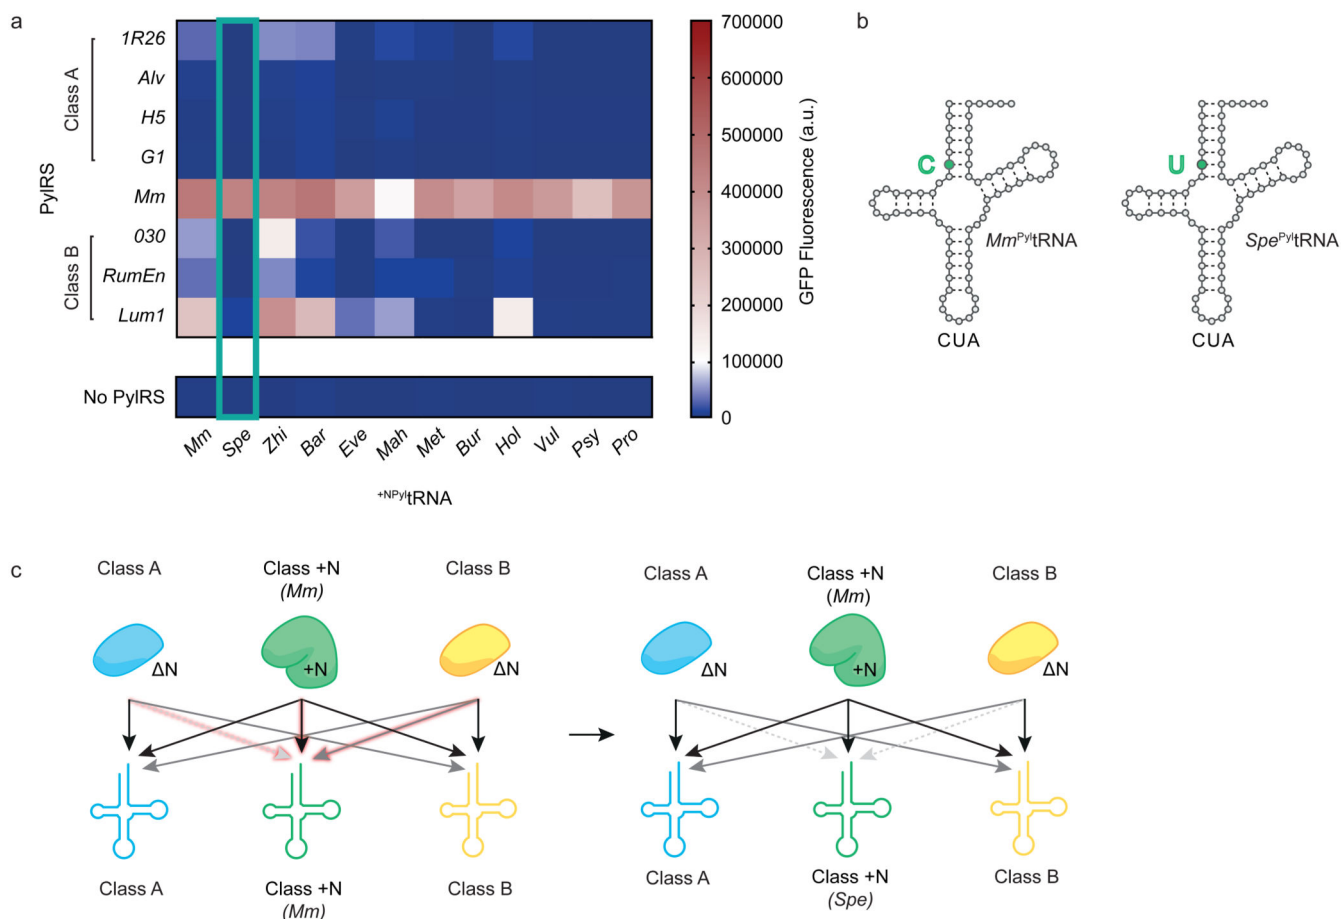 a
Class A
PylRS
Class B
1R26
Alv
H5
G1
Mm
030
RumEn
Lum1
No PylRS
Mm
Spe
Zhi
Bar
Eve
Mah
Met
Bur
Hol
Vul
Psy
Pro
+NPyltRNA
700000
600000
500000
400000
300000
200000
100000
0
GFP Fluorescence (a.u.)
b
C
MmPyltRNA
CUA
U
SpePyltRNA
CUA
c
Class A
Class +N
(Mm)
Class B
ΔN
+N
ΔN
Class A
Class +N
(Mm)
Class B
Class A
Class +N
(Mm)
Class B
ΔN
+N
ΔN
Class A
Class +N
(Spe)
Class B